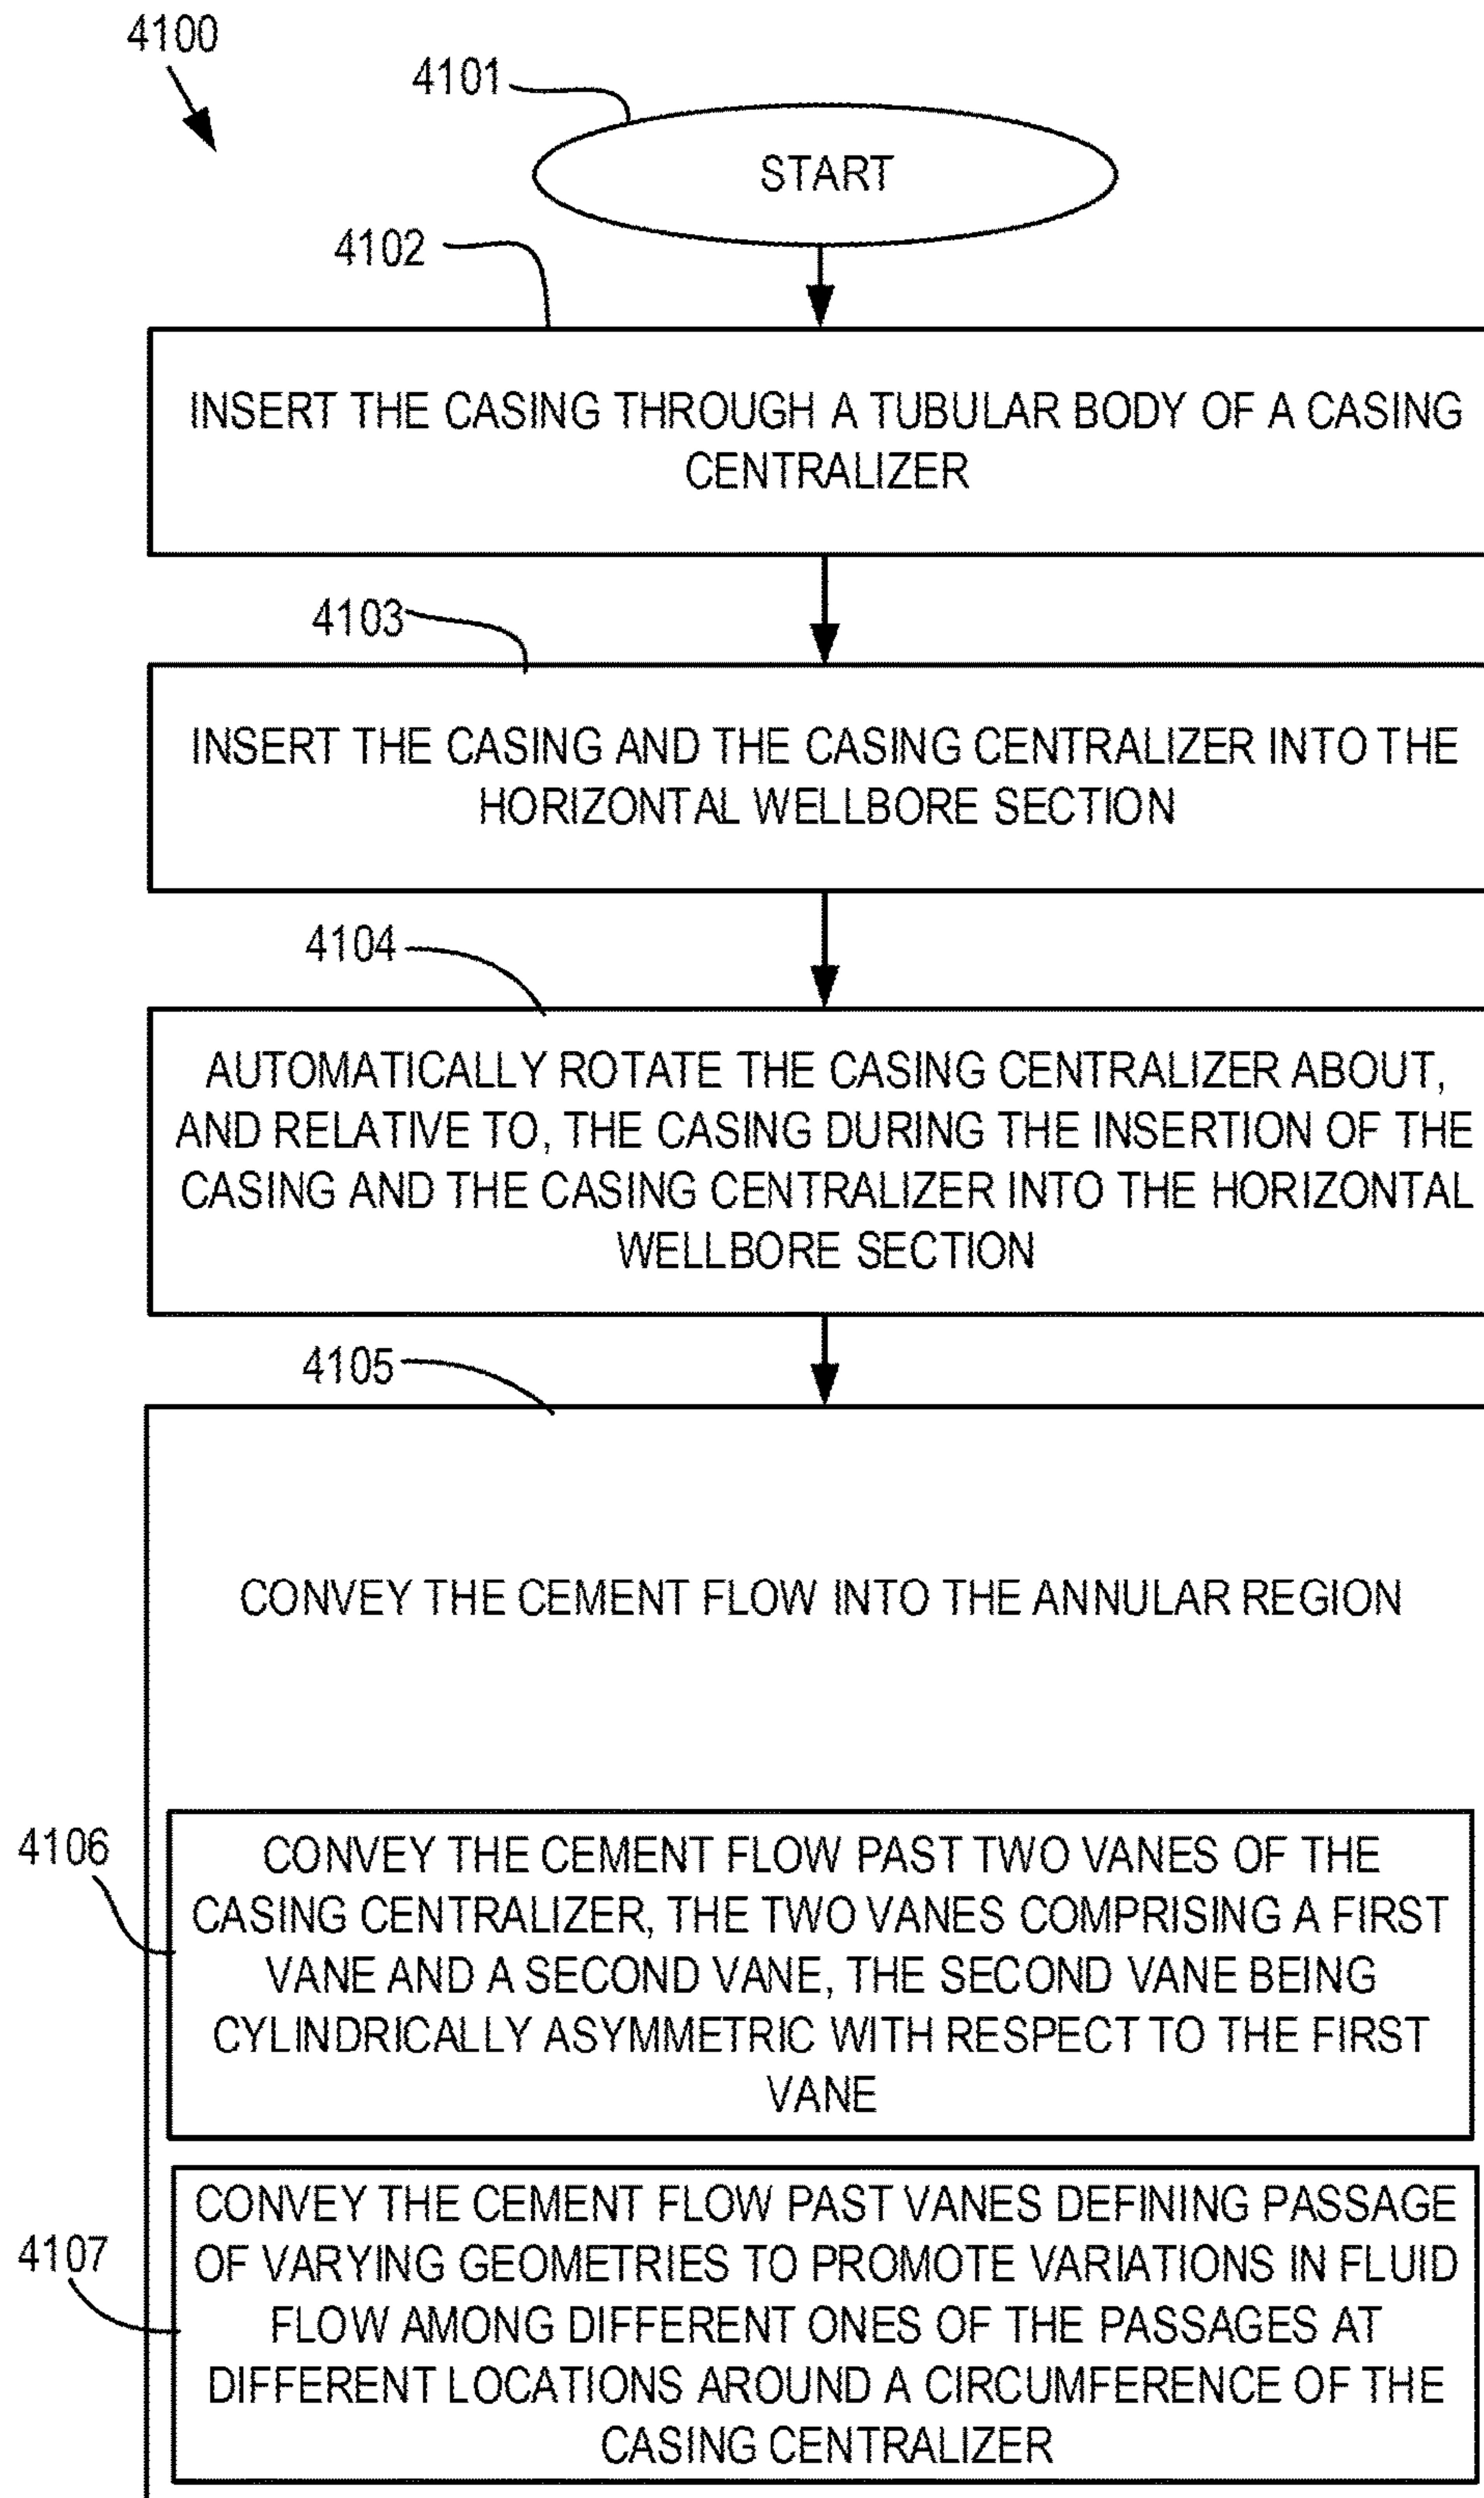 4100
4101
START
4102
INSERT THE CASING THROUGH A TUBULAR BODY OF A CASING
CENTRALIZER
4103
INSERT THE CASING AND THE CASING CENTRALIZER INTO THE
HORIZONTAL WELLBORE SECTION
4104
AUTOMATICALLY ROTATE THE CASING CENTRALIZER ABOUT,
AND RELATIVE TO, THE CASING DURING THE INSERTION OF THE
CASING AND THE CASING CENTRALIZER INTO THE HORIZONTAL
WELLBORE SECTION
4105
CONVEY THE CEMENT FLOW INTO THE ANNULAR REGION
4106
CONVEY THE CEMENT FLOW PAST TWO VANES OF THE
CASING CENTRALIZER, THE TWO VANES COMPRISING A FIRST
VANE AND A SECOND VANE, THE SECOND VANE BEING
CYLINDRICALLY ASYMMETRIC WITH RESPECT TO THE FIRST
VANE
4107
CONVEY THE CEMENT FLOW PAST VANES DEFINING PASSAGE
OF VARYING GEOMETRIES TO PROMOTE VARIATIONS IN FLUID
FLOW AMONG DIFFERENT ONES OF THE PASSAGES AT
DIFFERENT LOCATIONS AROUND A CIRCUMFERENCE OF THE
CASING CENTRALIZER